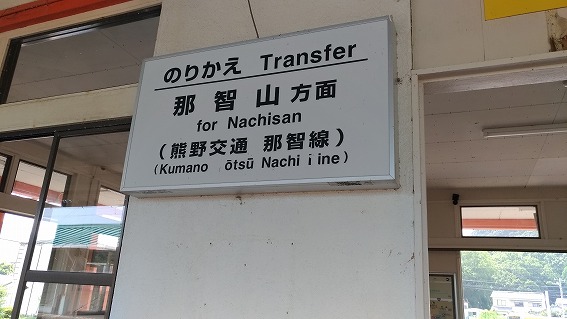 のりかえ Transfer
那智山方面
for Nachisan
(熊野交通 那智線)
(Kumano ōtsū Nachi ine)